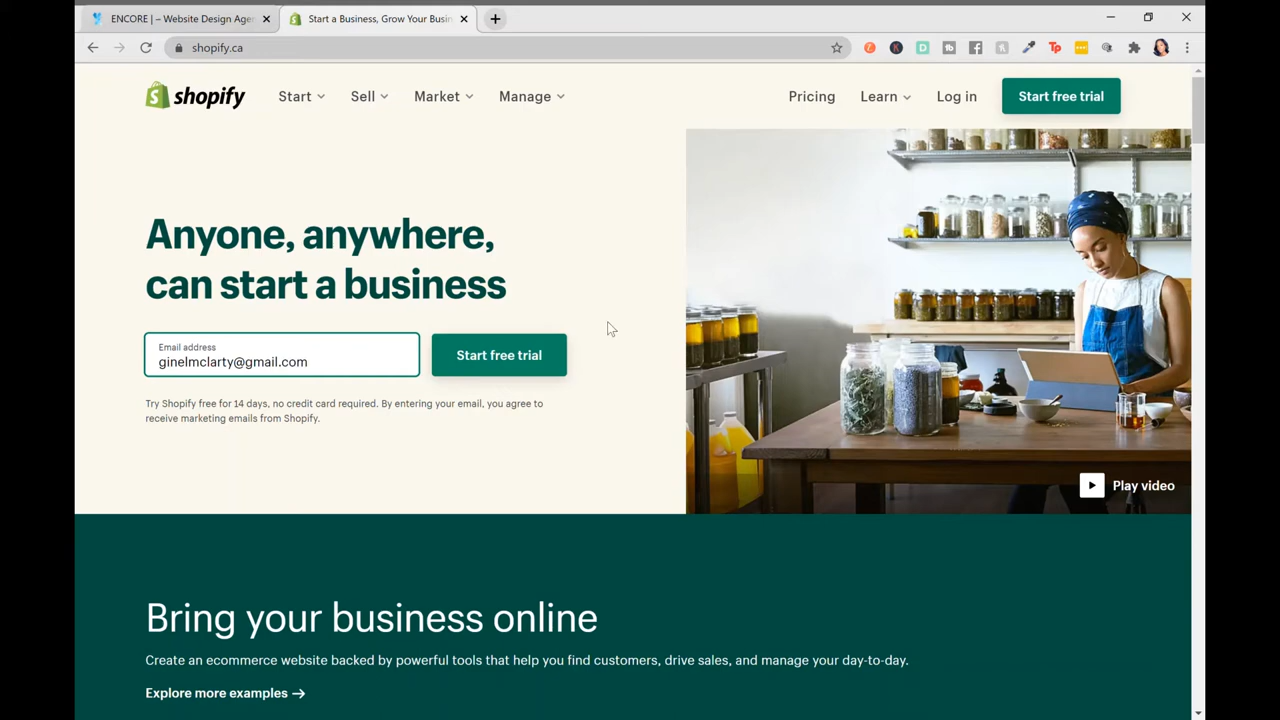 ENCORE | – Website Design Agen
Start a Business, Grow Your Busin
shopify.ca
shopify
Start
Sell
Market
Manage
Pricing
Learn
Log in
Start free trial
Anyone, anywhere,
can start a business
Email address
ginelmclarty@gmail.com
Start free trial
Try Shopify free for 14 days, no credit card required. By entering your email, you agree to
receive marketing emails from Shopify.
Play video
Bring your business online
Create an ecommerce website backed by powerful tools that help you find customers, drive sales, and manage your day-to-day.
Explore more examples →